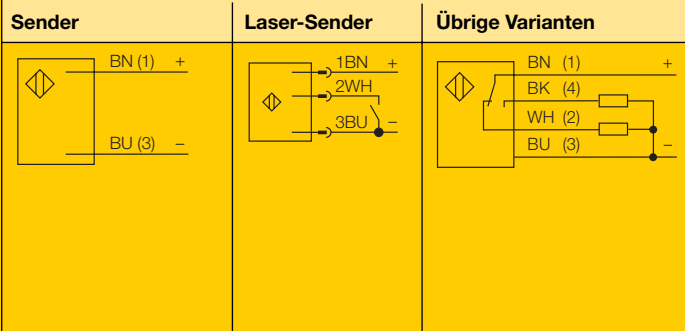 Sender
BN (1) +
BU (3) –
Laser-Sender
1BN +
2WH
3BU –
Übrige Varianten
BN (1) +
BK (4)
WH (2)
BU (3) –